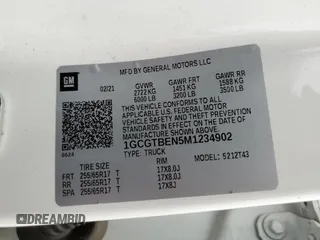 GM
MFD BY GENERAL MOTORS LLC
02/21 GVWR GAWR FRT GAWR RR
2722 KG 1451 KG 1588 KG
6000 LB 3200 LB 3500 LB
THIS VEHICLE CONFORMS TO ALL
APPLICABLE U.S. FEDERAL MOTOR VEHICLE
SAFETY, BUMPER, AND THEFT PREVENTION
STANDARDS IN EFFECT ON THE DATE OF
MANUFACTURE SHOWN ABOVE.
1GCGTBEN5M1234902
TYPE: TRUCK
TIRE SIZE RIM MODEL: 5212T43
FRT 255/65R17 T 17X8.0J
RR 255/65R17 T 17X8.0J
SPA 255/65R17 T 17X8J
DREAMBID